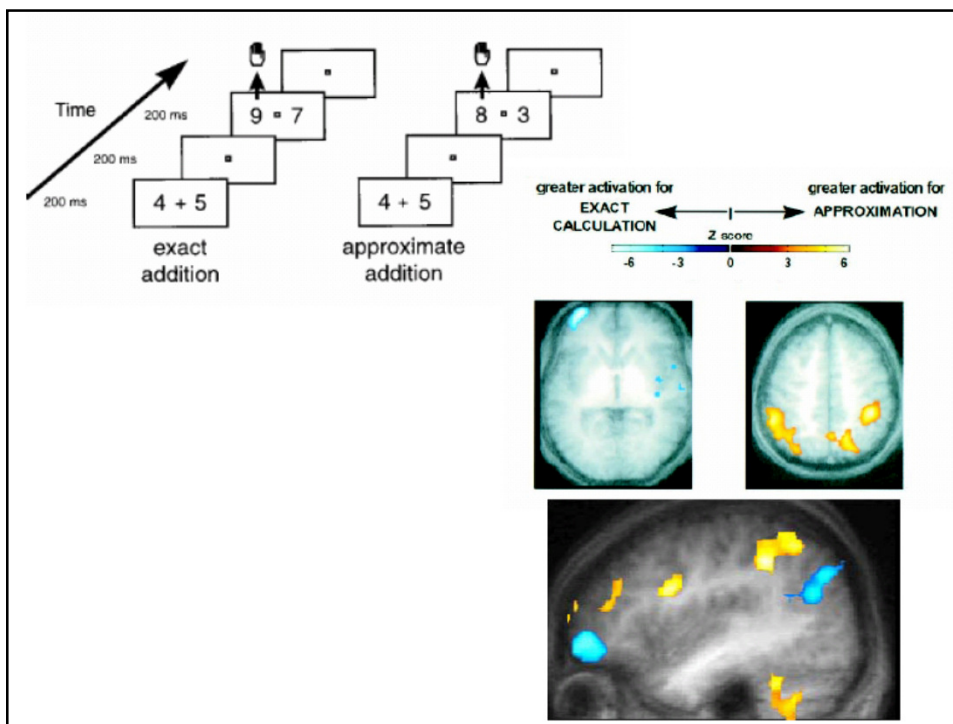 Time
200 ms
200 ms
200 ms
9 7
4 + 5
exact
addition
8 3
4 + 5
approximate
addition
greater activation for
EXACT
CALCULATION
greater activation for
APPROXIMATION
Z score
-6 -3 0 3 6